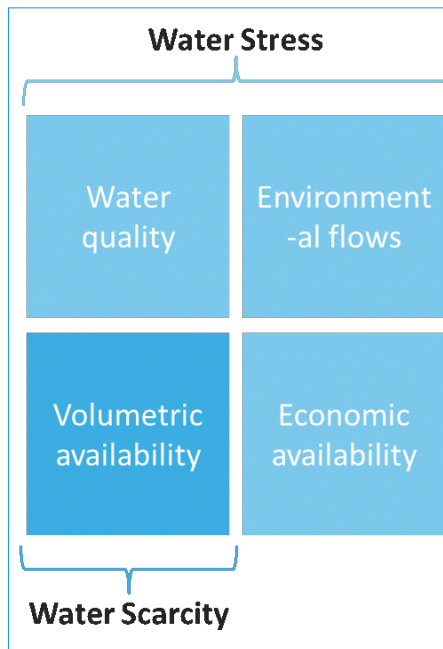 Water Stress
Water
quality
Environment
-al flows
Volumetric
availability
Economic
availability
Water Scarcity